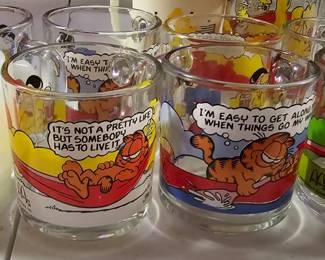 I'M EASY T
WHEN THIN
IT'S NOT A PRETTY LIFE
BUT SOMEBODY
HAS TO LIVE IT
I'M EASY TO GET ALONG
WHEN THINGS GO MY